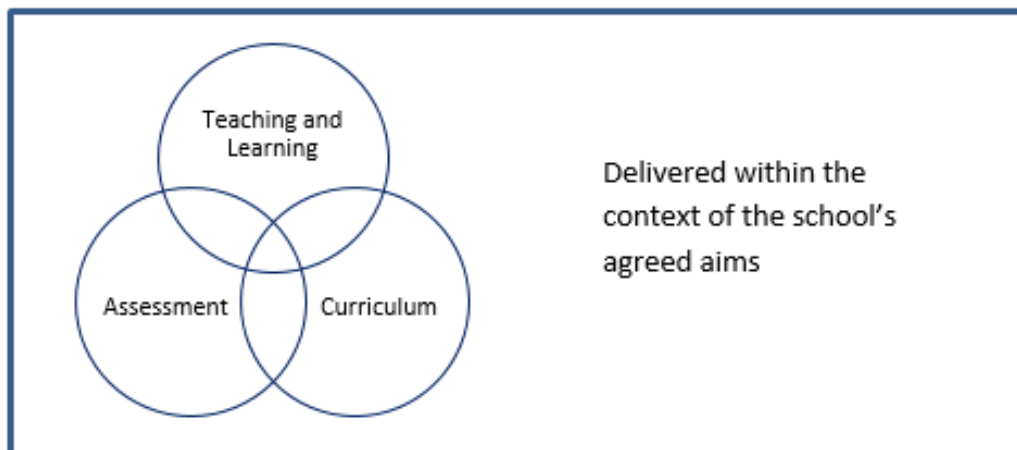 Teaching and
Learning
Assessment
Curriculum
Delivered within the
context of the school’s
agreed aims